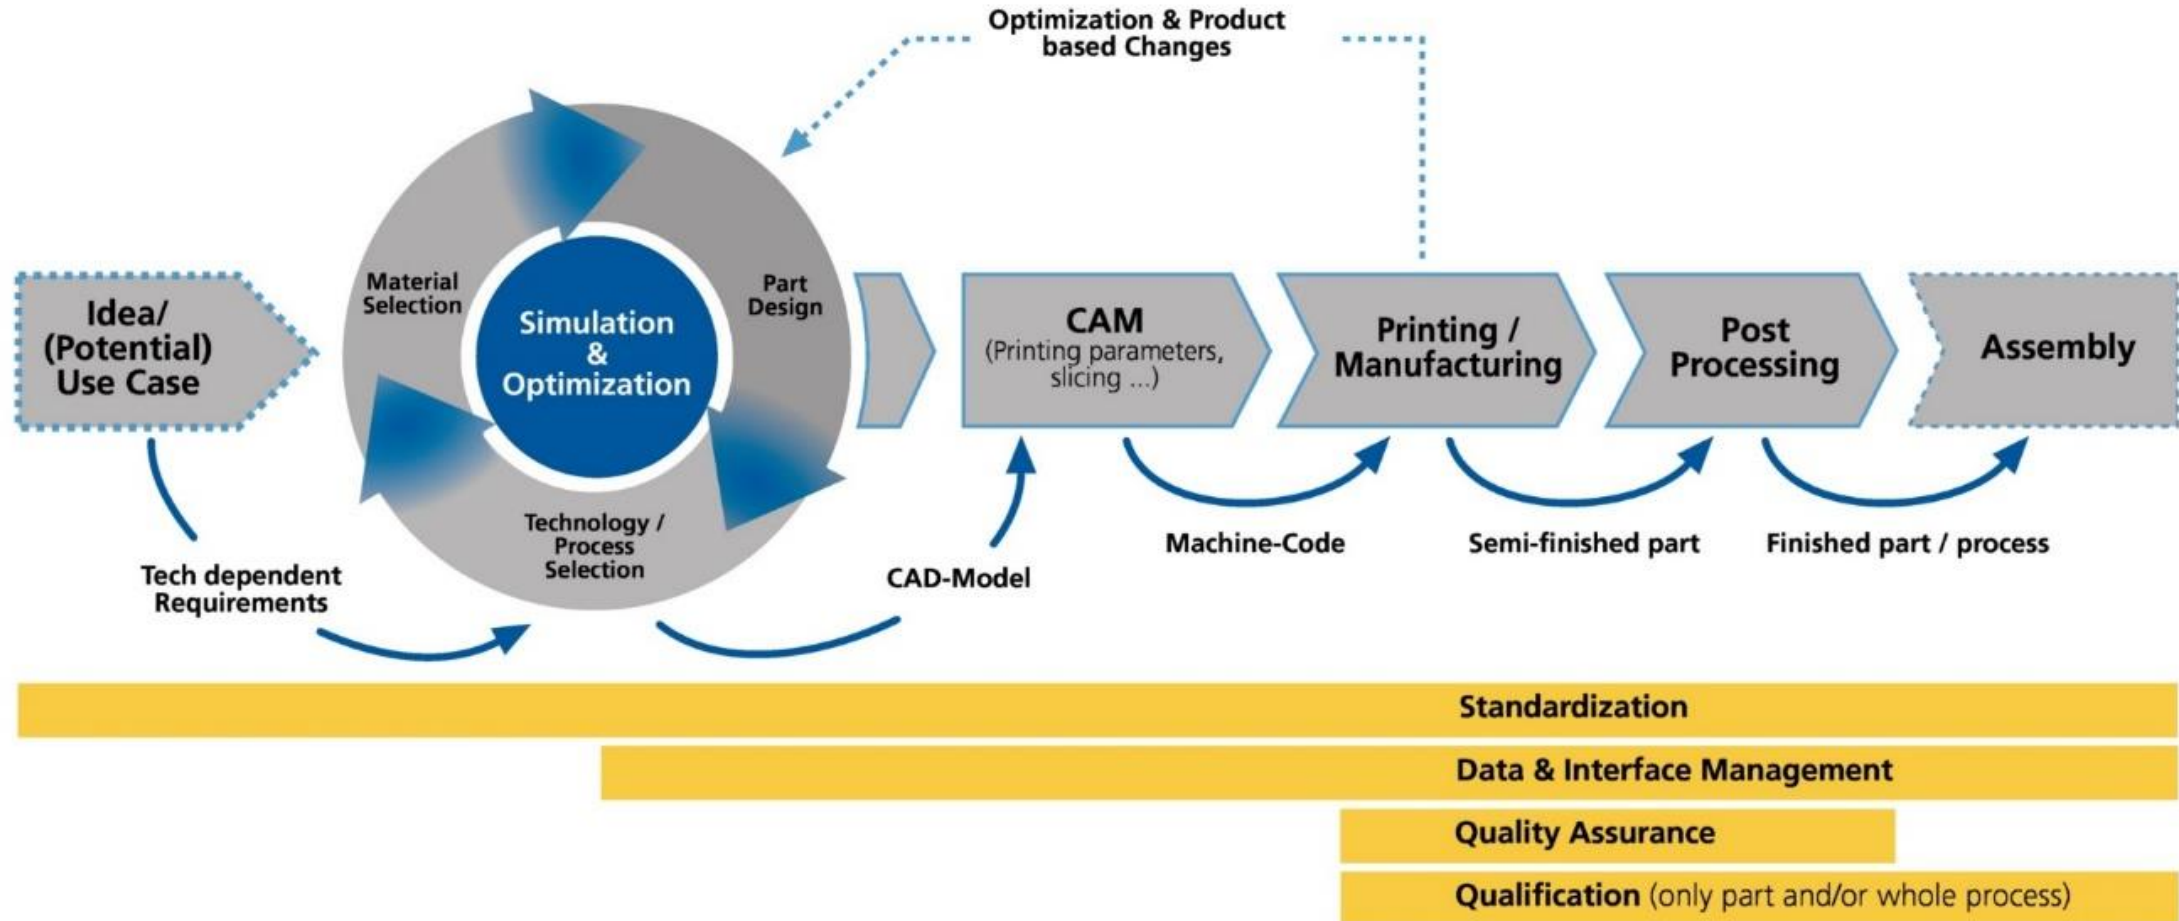 Optimization & Product
based Changes
Idea/
(Potential)
Use Case
Material
Selection
Part
Design
Simulation
&
Optimization
Technology /
Process
Selection
CAM
(Printing parameters,
slicing ...)
Printing /
Manufacturing
Post
Processing
Assembly
Tech dependent
Requirements
CAD-Model
Machine-Code
Semi-finished part
Finished part / process
Standardization
Data & Interface Management
Quality Assurance
Qualification (only part and/or whole process)